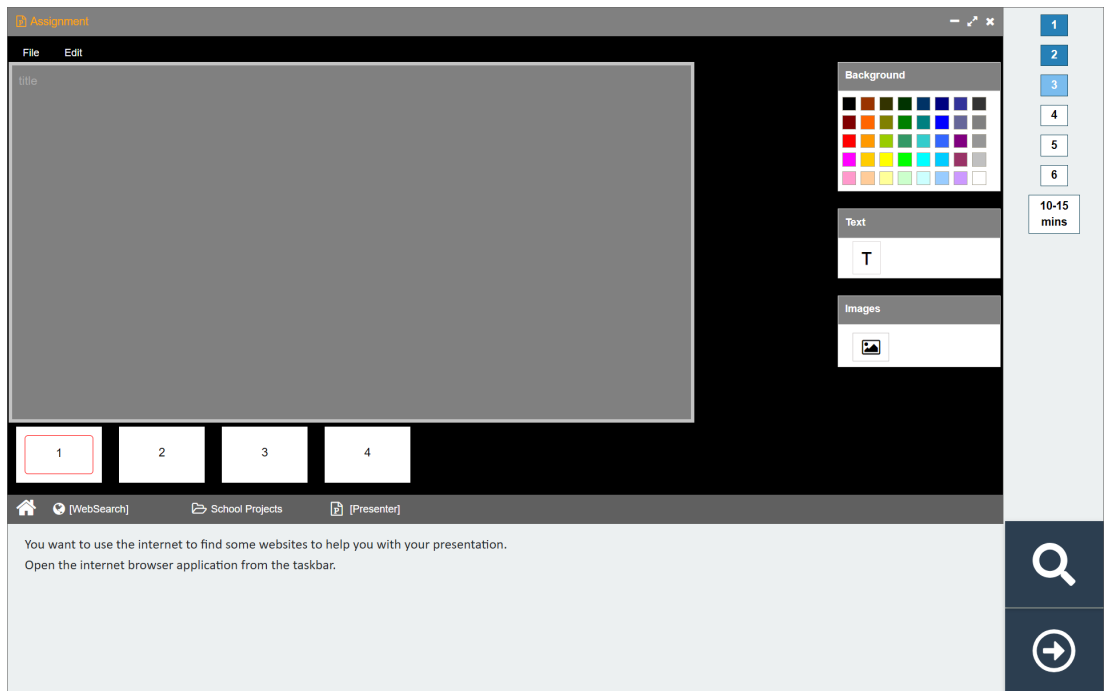 Assignment
File Edit
title
Background
Text
T
Images
1 2 3 4
[WebSearch] School Projects [Presenter]
You want to use the internet to find some websites to help you with your presentation.
Open the internet browser application from the taskbar.
1
2
3
4
5
6
10-15
mins